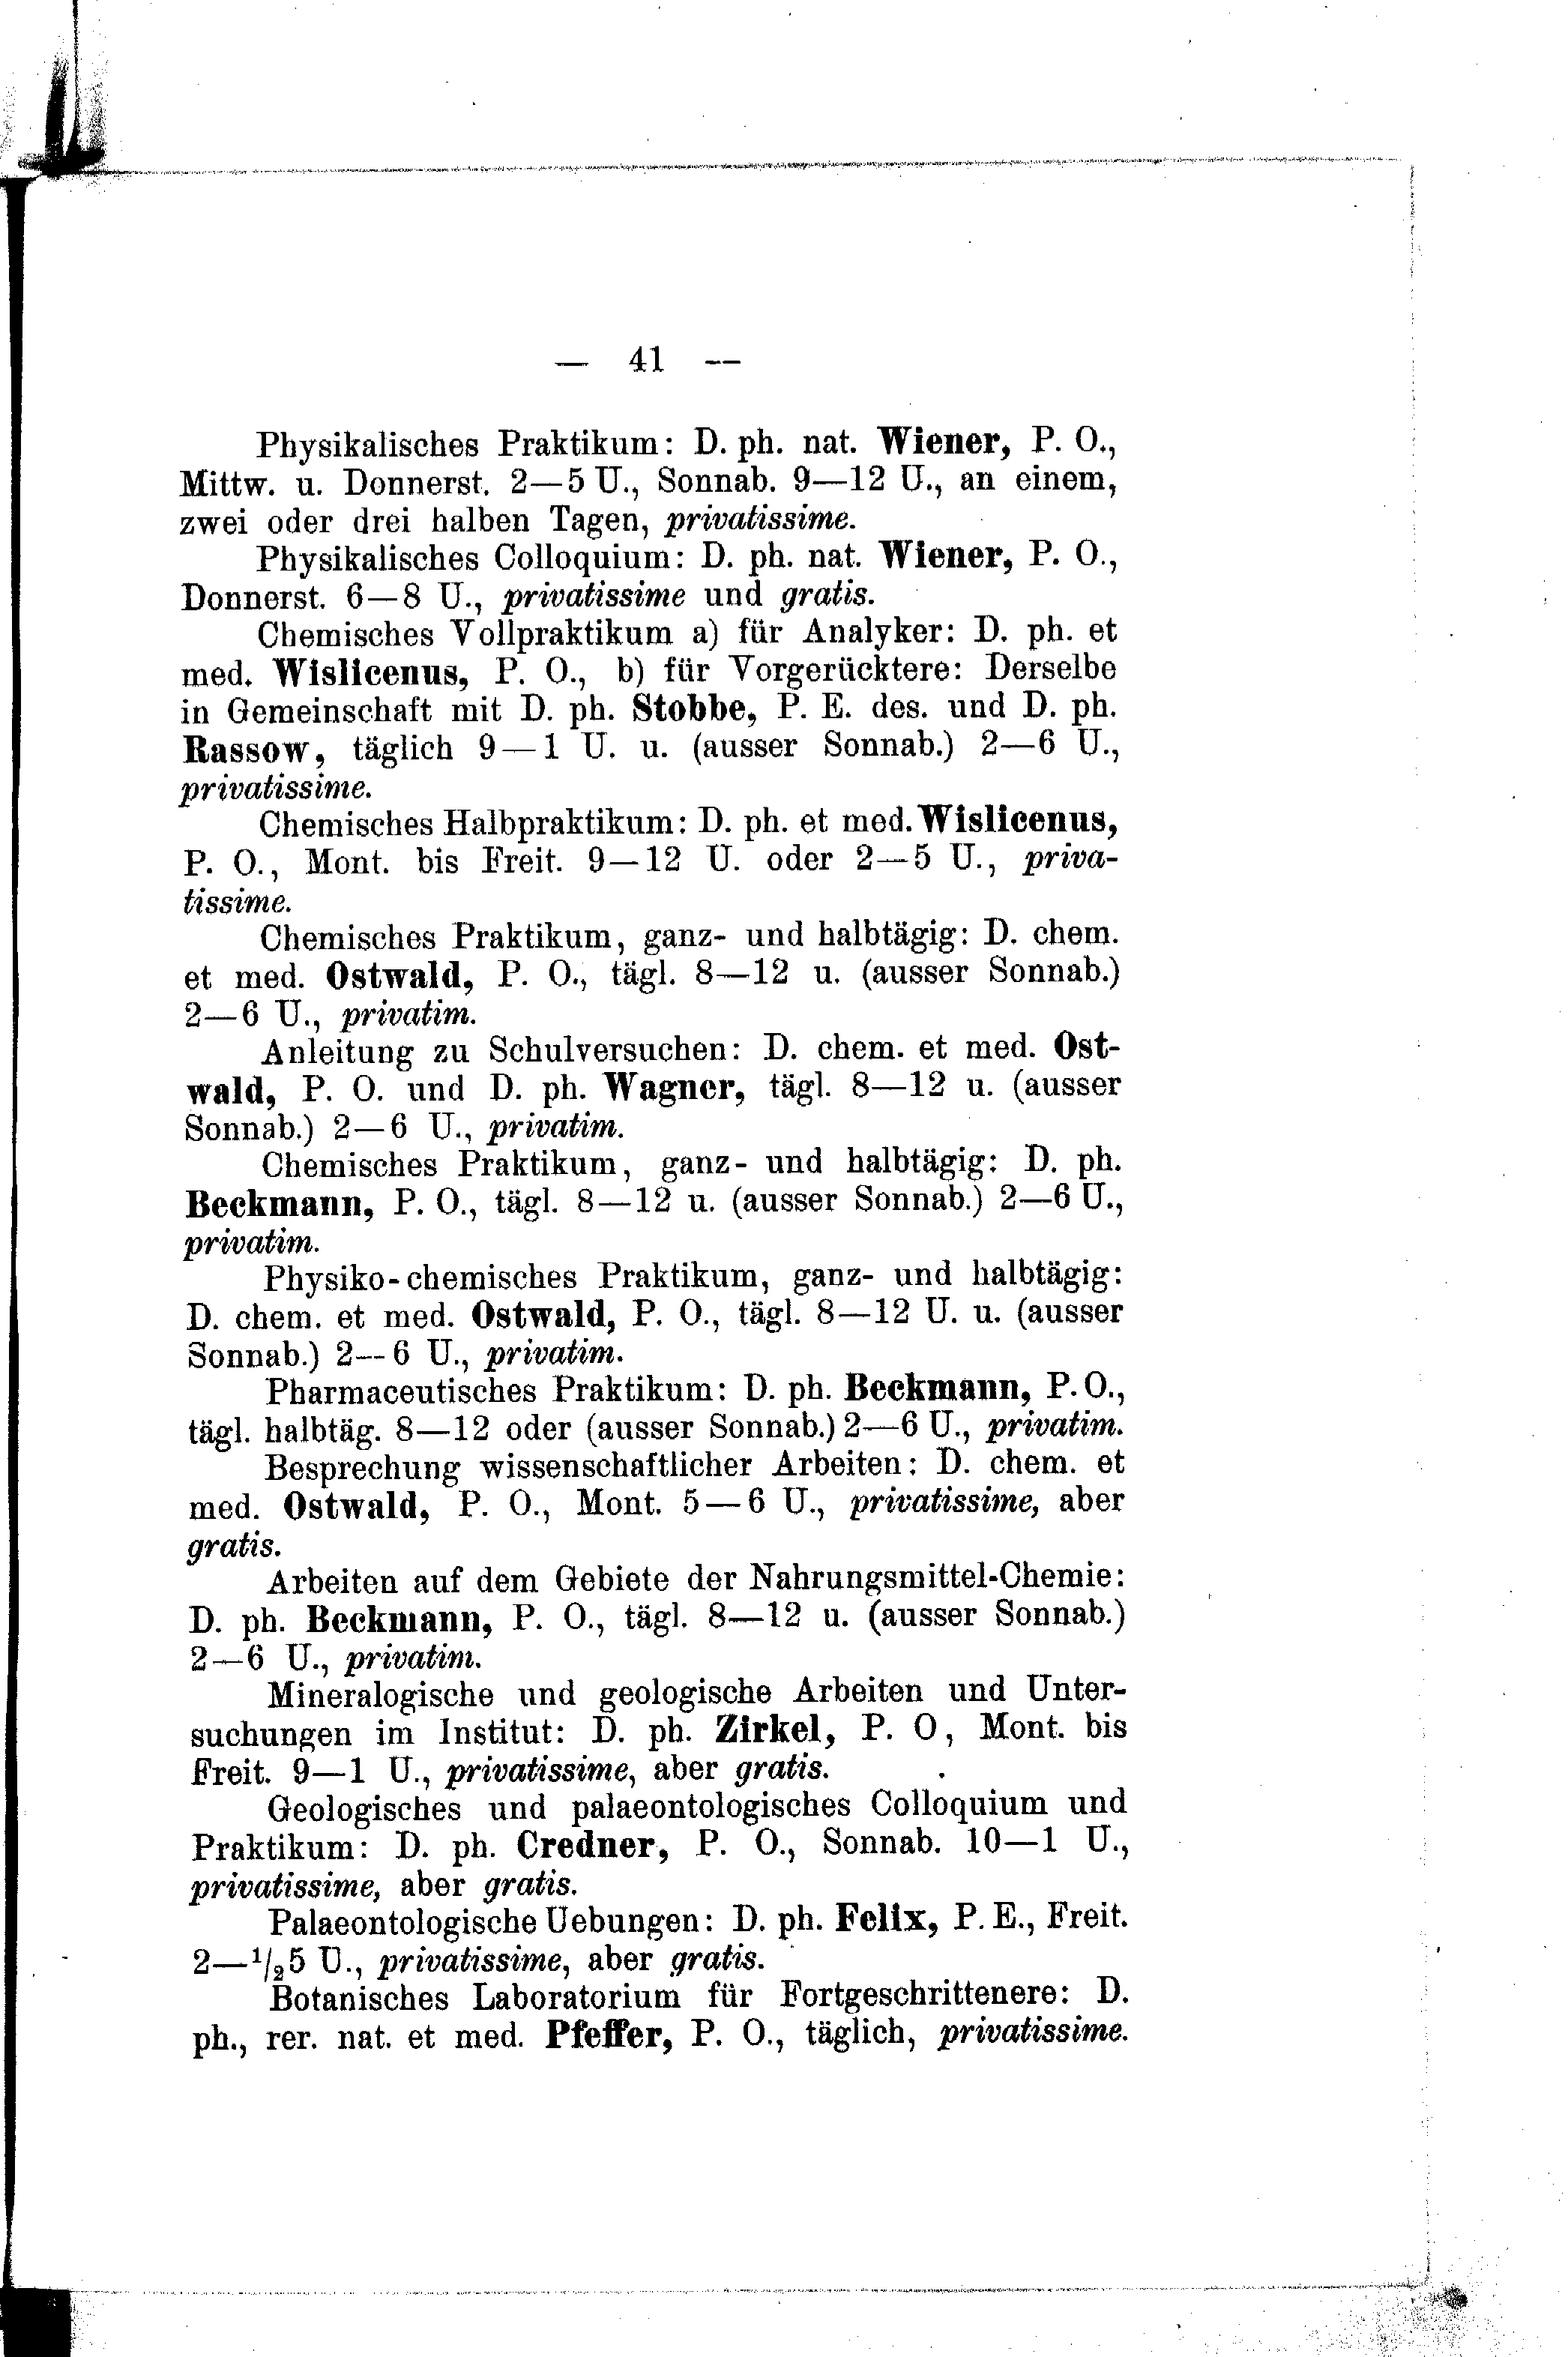 — 41 —
Physikalisches Praktikum: D. ph. nat. Wiener, P. O.,
Mittw. u. Donnerst. 2—5 U., Sonnab. 9—12 U., an einem,
zwei oder drei halben Tagen, privatissime.
Physikalisches Colloquium: D. ph. nat. Wiener, P. O.,
Donnerst. 6—8 U., privatissime und gratis.
Chemisches Vollpraktikum a) für Analyker: D. ph. et
med. Wislicenus, P. O., b) für Vorgerücktere: Derselbe
in Gemeinschaft mit D. ph. Stobbe, P. E. des. und D. ph.
Rassow, täglich 9—1 U. u. (ausser Sonnab.) 2—6 U.,
privatissime.
Chemisches Halbpraktikum: D. ph. et med. Wislicenus,
P. O., Mont. bis Freit. 9—12 U. oder 2—5 U., priva-
tissime.
Chemisches Praktikum, ganz- und halbtägig: D. chem.
et med. Ostwald, P. O., tägl. 8—12 u. (ausser Sonnab.)
2—6 U., privatim.
Anleitung zu Schulversuchen: D. chem. et med. Ost-
wald, P. O. und D. ph. Wagner, tägl. 8—12 u. (ausser
Sonnab.) 2—6 U., privatim.
Chemisches Praktikum, ganz- und halbtägig: D. ph.
Beckmann, P. O., tägl. 8—12 u. (ausser Sonnab.) 2—6 U.,
privatim.
Physiko-chemisches Praktikum, ganz- und halbtägig:
D. chem. et med. Ostwald, P. O., tägl. 8—12 U. u. (ausser
Sonnab.) 2—6 U., privatim.
Pharmaceutisches Praktikum: D. ph. Beckmann, P. O.,
tägl. halbtäg. 8—12 oder (ausser Sonnab.) 2—6 U., privatim.
Besprechung wissenschaftlicher Arbeiten: D. chem. et
med. Ostwald, P. O., Mont. 5—6 U., privatissime, aber
gratis.
Arbeiten auf dem Gebiete der Nahrungsmittel-Chemie:
D. ph. Beckmann, P. O., tägl. 8—12 u. (ausser Sonnab.)
2—6 U., privatim.
Mineralogische und geologische Arbeiten und Unter-
suchungen im Institut: D. ph. Zirkel, P. O, Mont. bis
Freit. 9—1 U., privatissime, aber gratis.
Geologisches und palaeontologisches Colloquium und
Praktikum: D. ph. Credner, P. O., Sonnab. 10—1 U.,
privatissime, aber gratis.
Palaeontologische Uebungen: D. ph. Felix, P. E., Freit.
2—1/25 U., privatissime, aber gratis.
Botanisches Laboratorium für Fortgeschrittenere: D.
ph., rer. nat. et med. Pfeffer, P. O., täglich, privatissime.